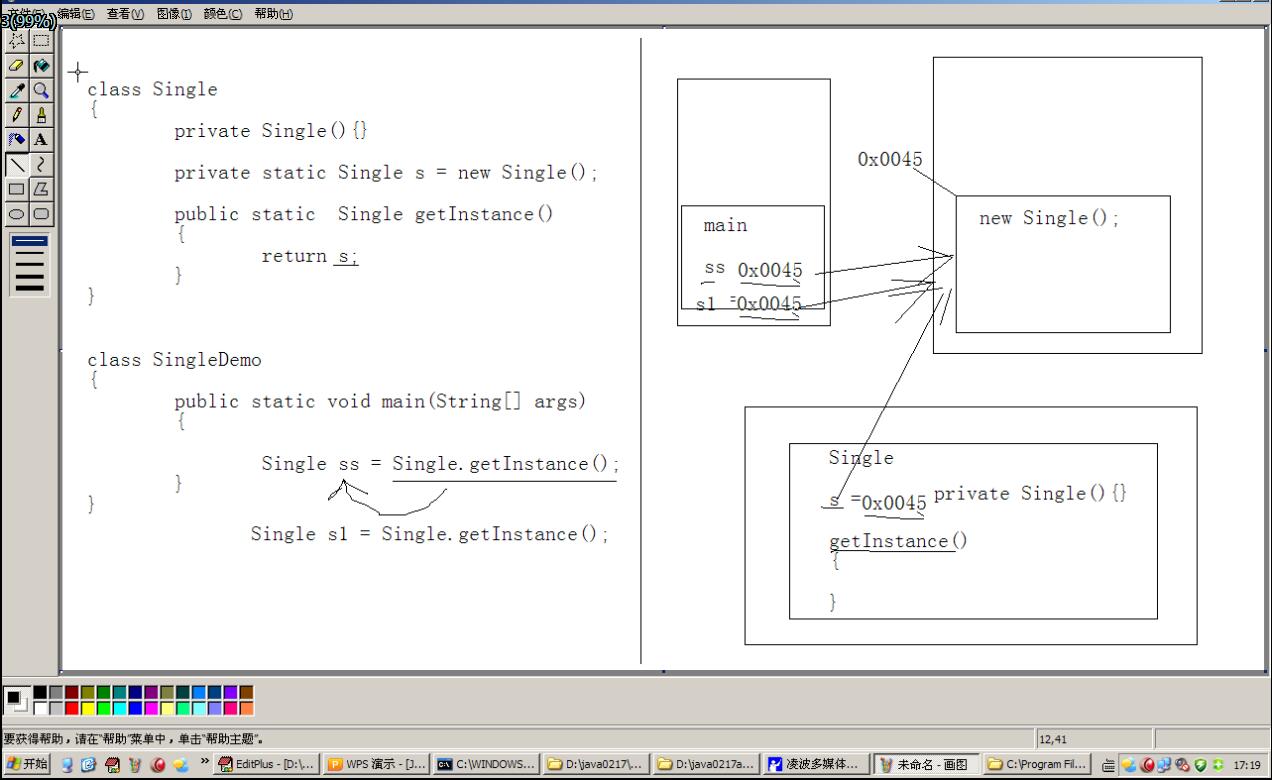 文件(F) 编辑(E) 查看(V) 图像(I) 颜色(C) 帮助(H)
3(99%)
class Single
{
private Single(){}
private static Single s = new Single();
public static Single getInstance()
{
return s;
}
}
class SingleDemo
{
public static void main(String[] args)
{
Single ss = Single.getInstance();
}
}
Single s1 = Single.getInstance();
main
ss 0x0045
s1 =0x0045
0x0045
new Single();
Single
s =0x0045 private Single(){}
getInstance()
{
}
要获得帮助，请在“帮助”菜单中，单击“帮助主题”。
12,41
开始 » EditPlus - [D:\... WPS 演示 - [J... C:\WINDOWS... D:\java0217\... D:\java0217a... 凌波多媒体... 未命名 - 画图 C:\Program Fil... 17:19